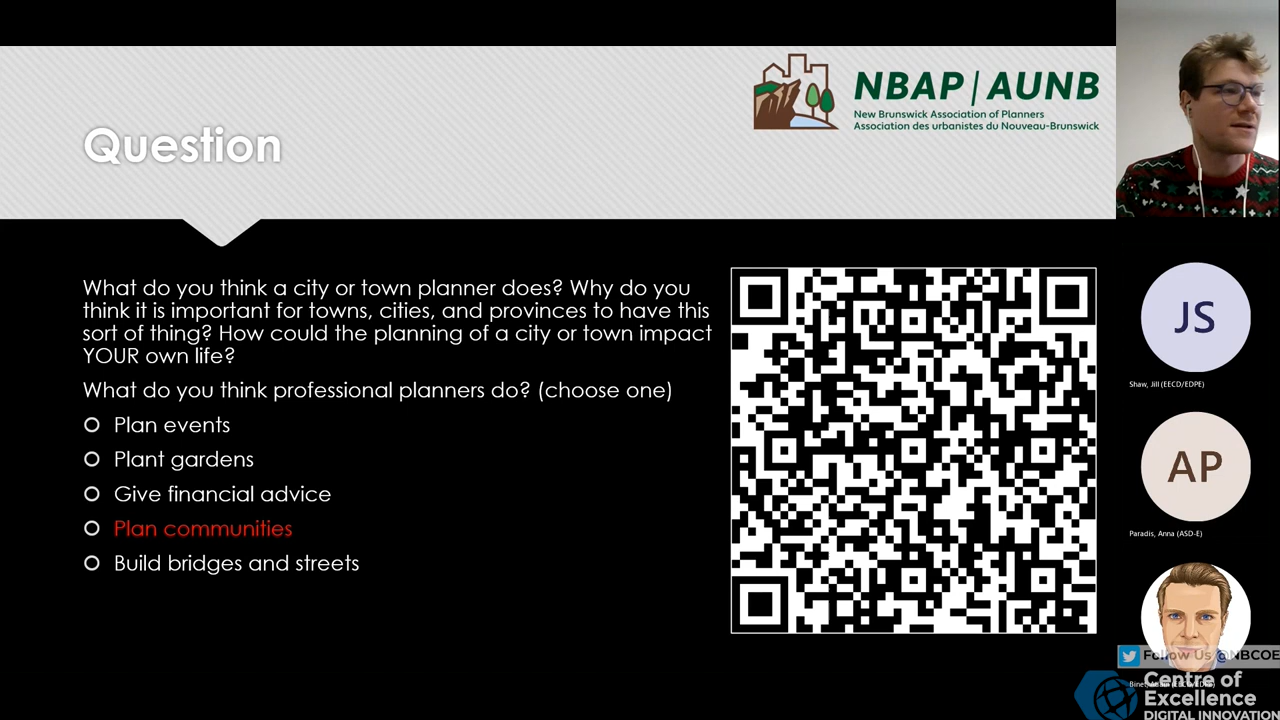 Question
NBAP | AUNB
New Brunswick Association of Planners
Association des urbanistes du Nouveau-Brunswick
What do you think a city or town planner does? Why do you
think it is important for towns, cities, and provinces to have this
sort of thing? How could the planning of a city or town impact
YOUR own life?
What do you think professional planners do? (choose one)
Plan events
Plant gardens
Give financial advice
Plan communities
Build bridges and streets
JS
Shaw, Jill (EECD/EDPE)
AP
Paradis, Anna (ASD-E)
Follow Us @NBCOE
Centre of
Excellence
DIGITAL INNOVATION